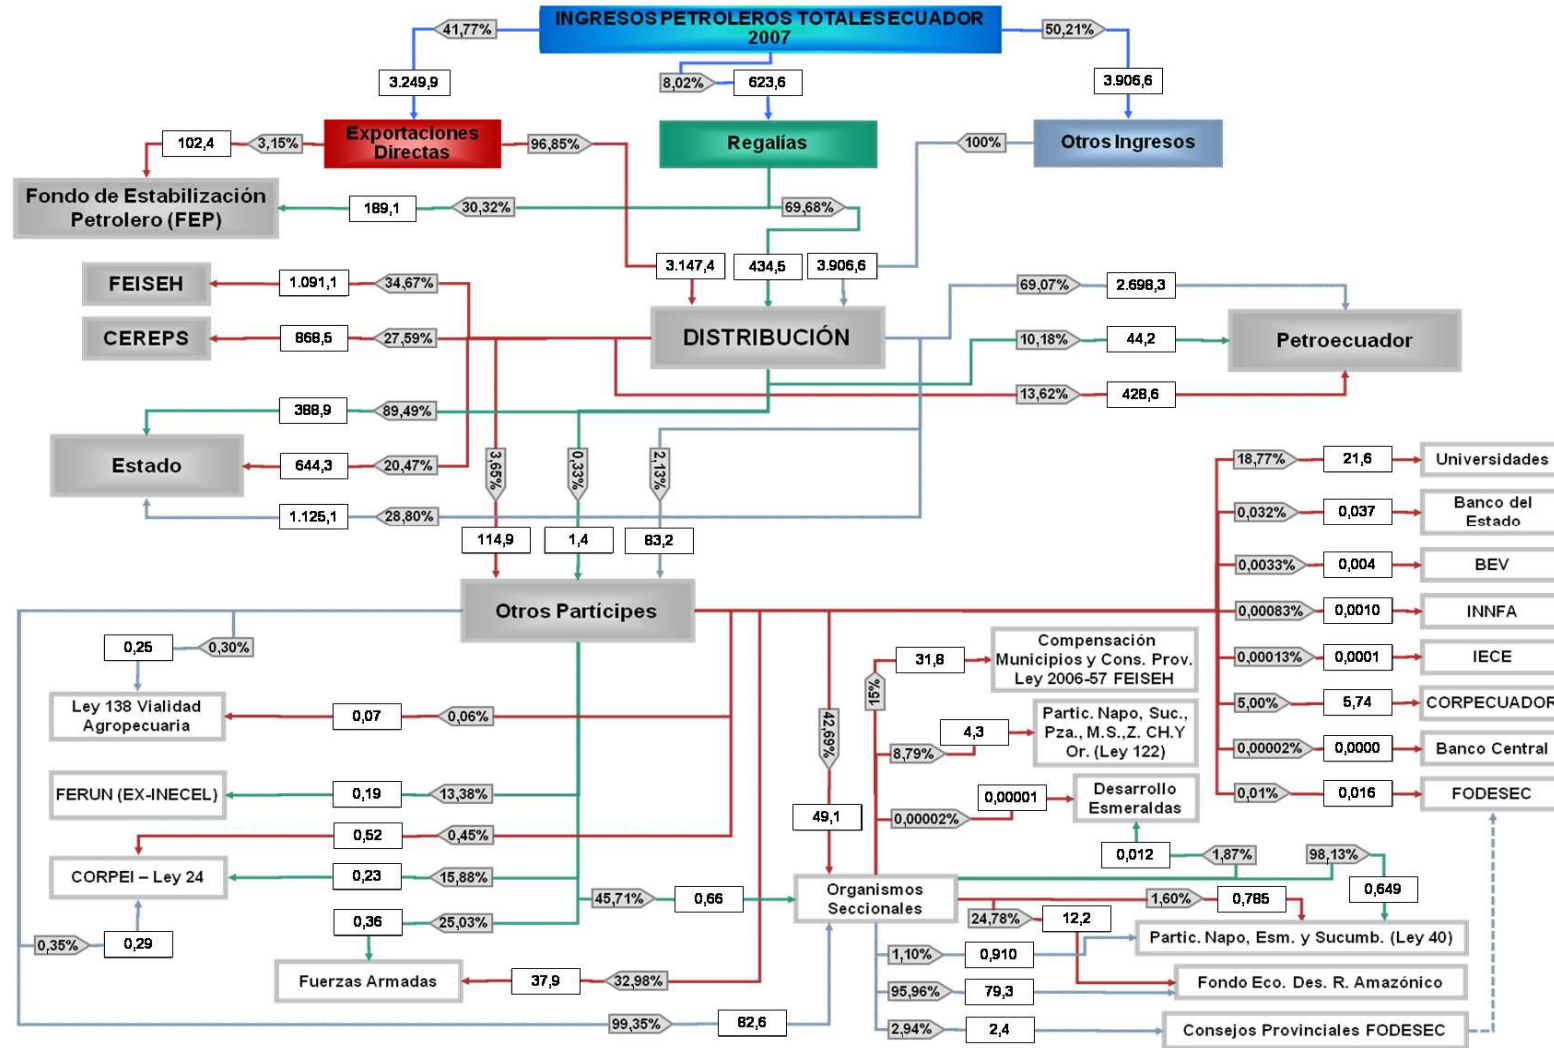 INGRESOS PETROLEROS TOTALES ECUADOR
2007
41,77%
50,21%
3.249,9
8,02%
623,6
3.906,6
102,4
3,15%
Exportaciones
Directas
96,85%
Regalías
100%
Otros Ingresos
Fondo de Estabilización
Petrolero (FEP)
189,1
30,32%
69,68%
3.147,4
434,5
3.906,6
FEISEH
1.091,1
34,67%
69,07%
2.698,3
CEREPS
868,5
27,59%
DISTRIBUCIÓN
10,18%
44,2
Petroecuador
13,62%
428,6
388,9
89,49%
Estado
644,3
20,47%
3,65%
0,33%
2,13%
1.125,1
28,80%
114,9
1,4
83,2
18,77%
21,6
Universidades
0,032%
0,037
Banco del
Estado
0,0033%
0,004
BEV
Otros Partícipes
0,00083%
0,0010
INNFA
0,25
0,30%
31,8
Compensación
Municipios y Cons. Prov.
Ley 2006-57 FEISEH
0,00013%
0,0001
IECE
15%
Ley 138 Vialidad
Agropecuaria
0,07
0,06%
42,69%
5,00%
5,74
CORPECUADOR
8,79%
4,3
Partic. Napo, Suc.,
Pza., M.S.,Z. CH.Y
Or. (Ley 122)
0,00002%
0,0000
Banco Central
FERUN (EX-INECEL)
0,19
13,38%
0,01%
0,016
FODESEC
0,00001
Desarrollo
Esmeraldas
49,1
0,00002%
0,52
0,45%
0,012
1,87%
98,13%
CORPEI – Ley 24
0,23
15,88%
45,71%
0,66
Organismos
Seccionales
0,649
1,60%
0,785
24,78%
12,2
0,36
25,03%
0,35%
0,29
1,10%
0,910
Partic. Napo, Esm. y Sucumb. (Ley 40)
Fuerzas Armadas
37,9
32,98%
95,96%
79,3
Fondo Eco. Des. R. Amazónico
99,35%
82,6
2,94%
2,4
Consejos Provinciales FODESEC